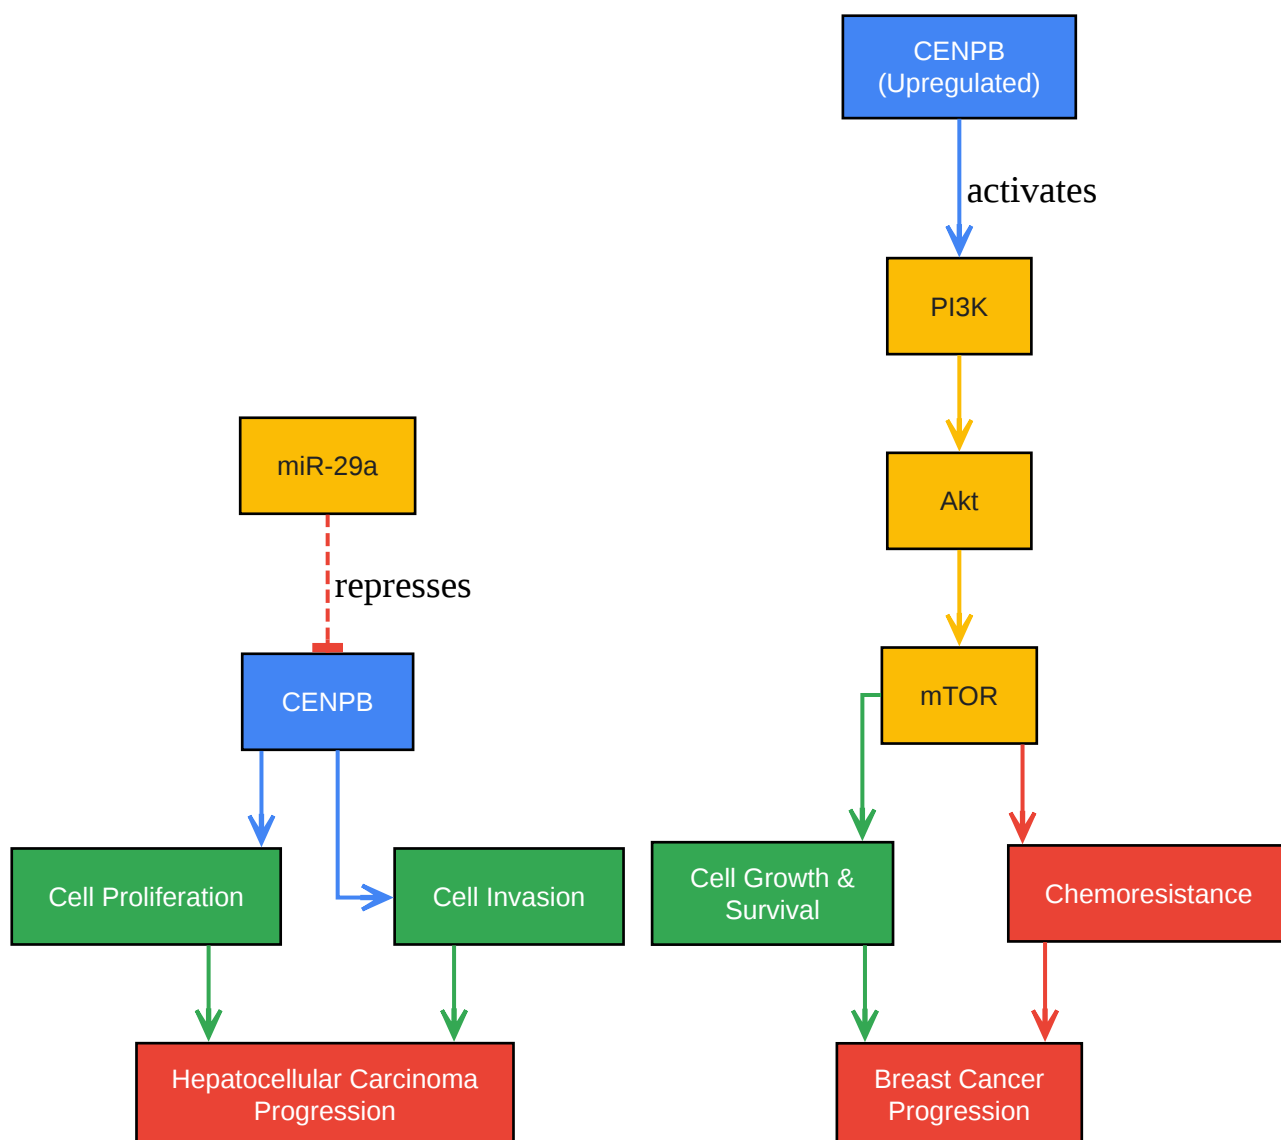 CENPB
(Upregulated)
activates
PI3K
miR-29a
Akt
represses
CENPB
mTOR
Cell Proliferation
Cell Invasion
Cell Growth &
Survival
Chemoresistance
Hepatocellular Carcinoma
Progression
Breast Cancer
Progression